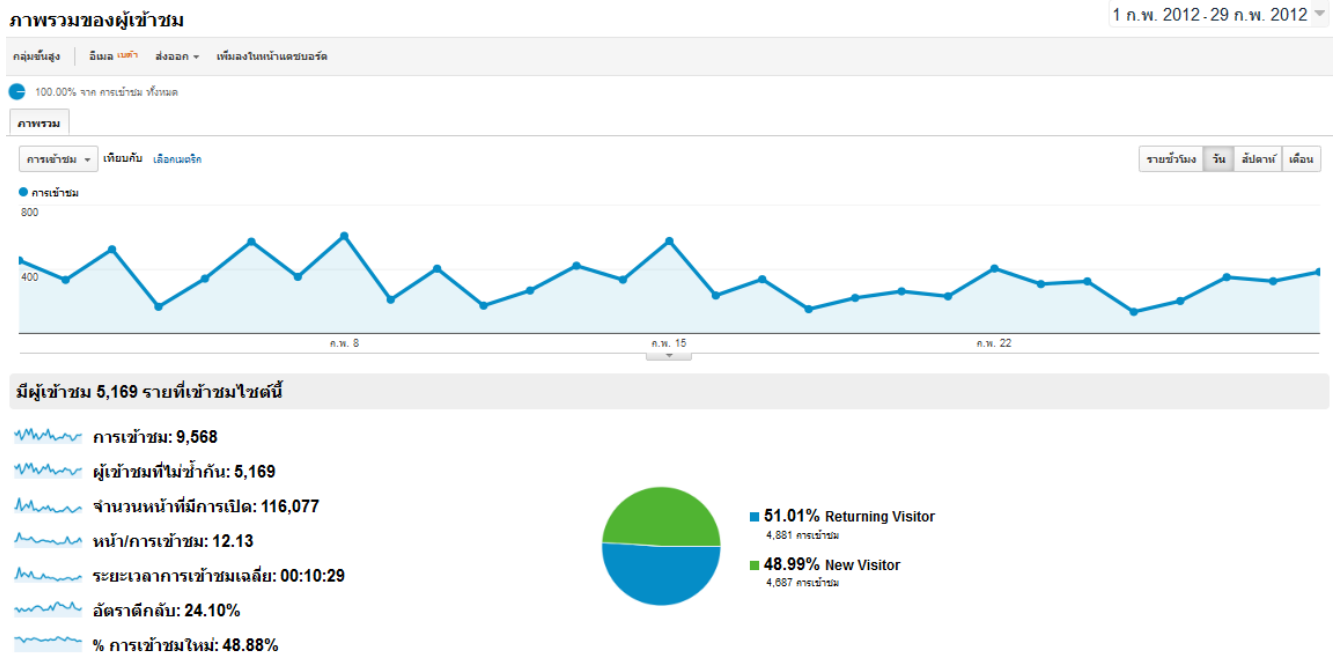 ภาพรวมของผู้เข้าชม
1 ก.พ. 2012 - 29 ก.พ. 2012
กลุ่มขั้นสูง อีเมล เบต้า ส่งออก เพิ่มลงในหน้าแดชบอร์ด
100.00% จาก การเข้าชม ทั้งหมด
ภาพรวม
การเข้าชม เทียบกับ เลือกเมตริก
รายชั่วโมง วัน สัปดาห์ เดือน
การเข้าชม
800
400
ก.พ. 8 ก.พ. 15 ก.พ. 22
มีผู้เข้าชม 5,169 รายที่เข้าชมไซต์นี้
การเข้าชม: 9,568
ผู้เข้าชมที่ไม่ซ้ำกัน: 5,169
จำนวนหน้าที่มีการเปิด: 116,077
หน้า/การเข้าชม: 12.13
ระยะเวลาการเข้าชมเฉลี่ย: 00:10:29
อัตราตีกลับ: 24.10%
% การเข้าชมใหม่: 48.88%
51.01% Returning Visitor
4,881 การเข้าชม
48.99% New Visitor
4,687 การเข้าชม